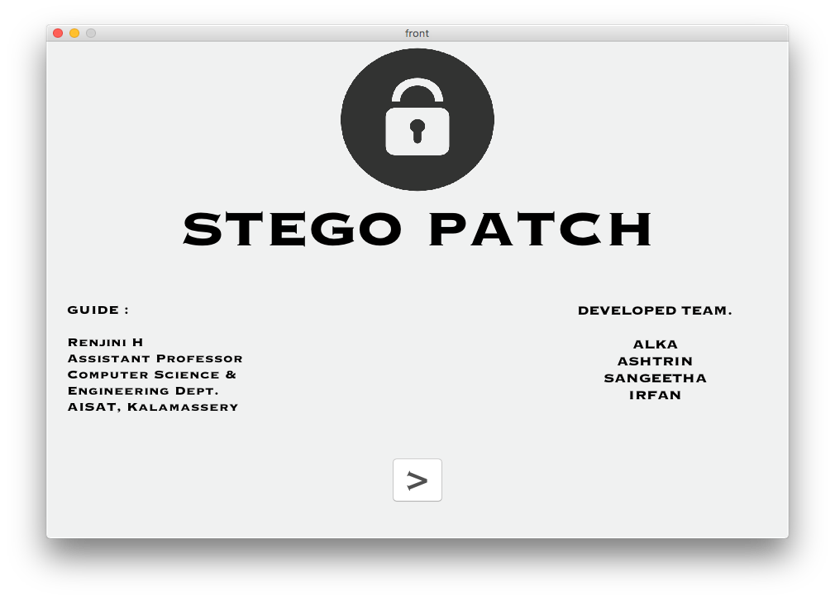 front
STEGO PATCH
GUIDE :
RENJINI H
ASSISTANT PROFESSOR
COMPUTER SCIENCE &
ENGINEERING DEPT.
AISAT, KALAMASSERY
DEVELOPED TEAM.
ALKA
ASHTRIN
SANGEETHA
IRFAN
>